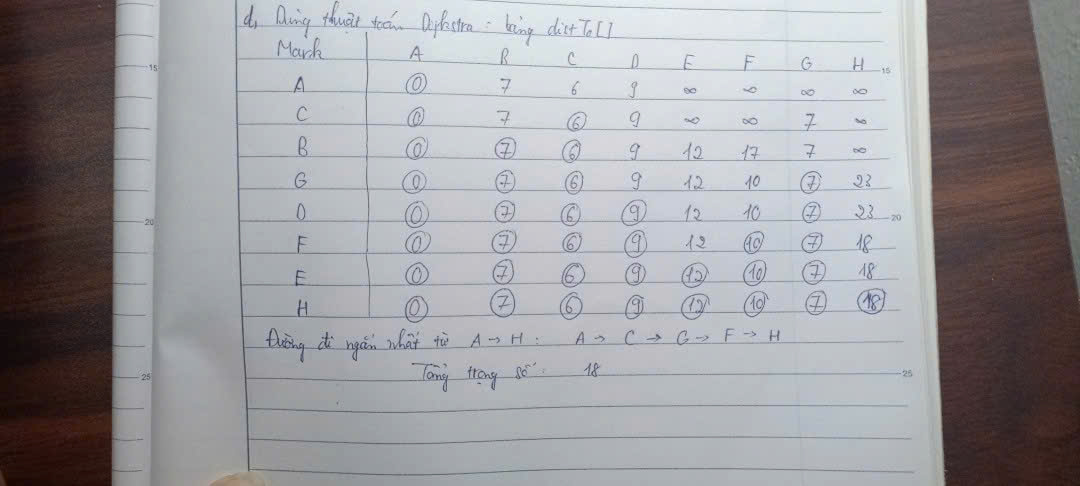 d, Dùng thuật toán Dijkstra : bảng distTo[]
Mark A B C D E F G H
A 0 7 6 9 ∞ ∞ ∞ ∞
C 0 7 6 9 ∞ ∞ 7 ∞
B 0 7 6 9 12 17 7 ∞
G 0 7 6 9 12 10 7 23
D 0 7 6 9 12 10 7 23
F 0 7 6 9 12 10 7 18
E 0 7 6 9 12 10 7 18
H 0 7 6 9 12 10 7 18
Đường đi ngắn nhất từ A → H : A → C → G → F → H
Tổng trọng số : 18
15
15
20
20
25
25